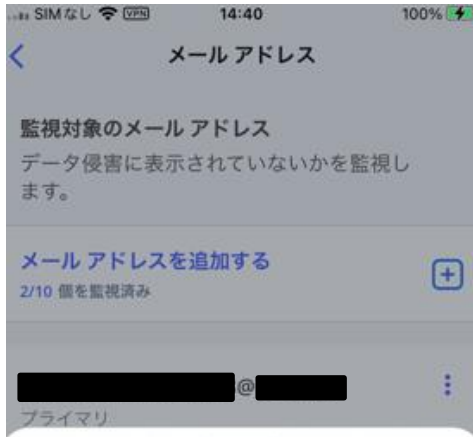 SIMなし VPN 14:40 100%
メール アドレス
監視対象のメール アドレス
データ侵害に表示されていないかを監視し
ます。
メール アドレスを追加する
2/10 個を監視済み
@
プライマリ